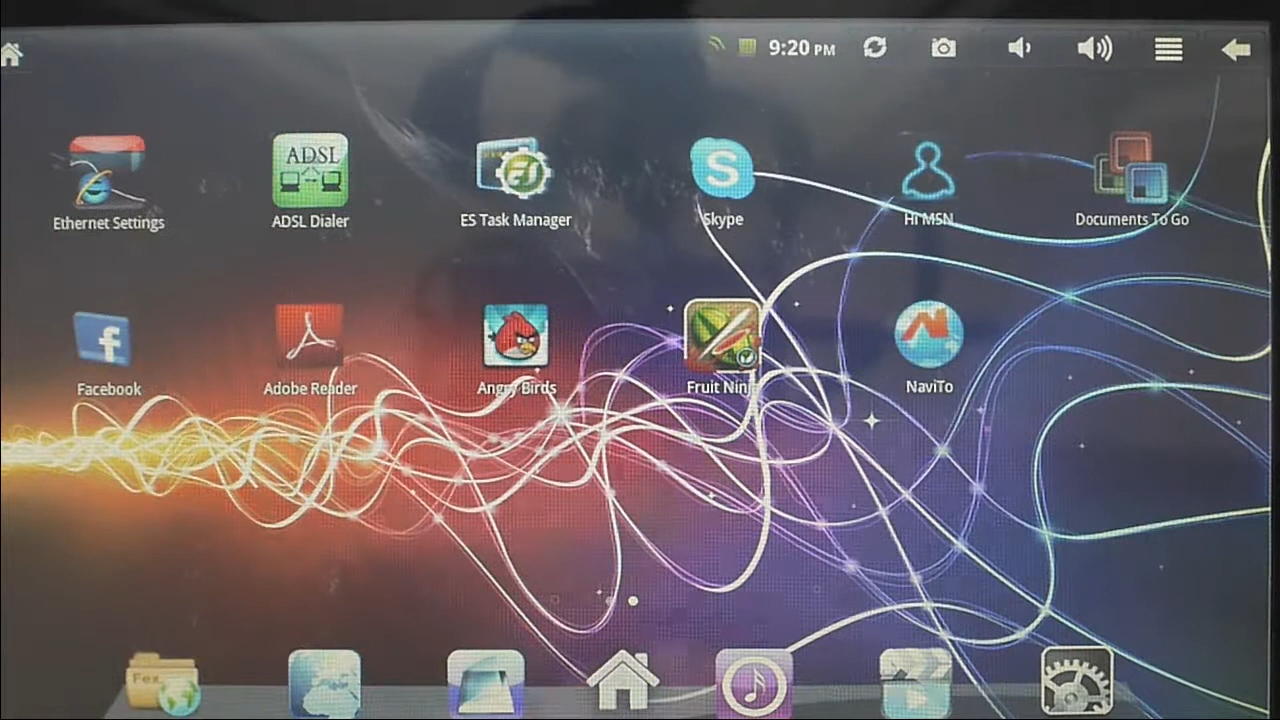 9:20 PM
ADSL
Ethernet Settings
ADSL Dialer
ES Task Manager
Skype
Hi MSN
Documents To Go
Facebook
Adobe Reader
Angry Birds
Fruit Ninja
NaviTo
Fex